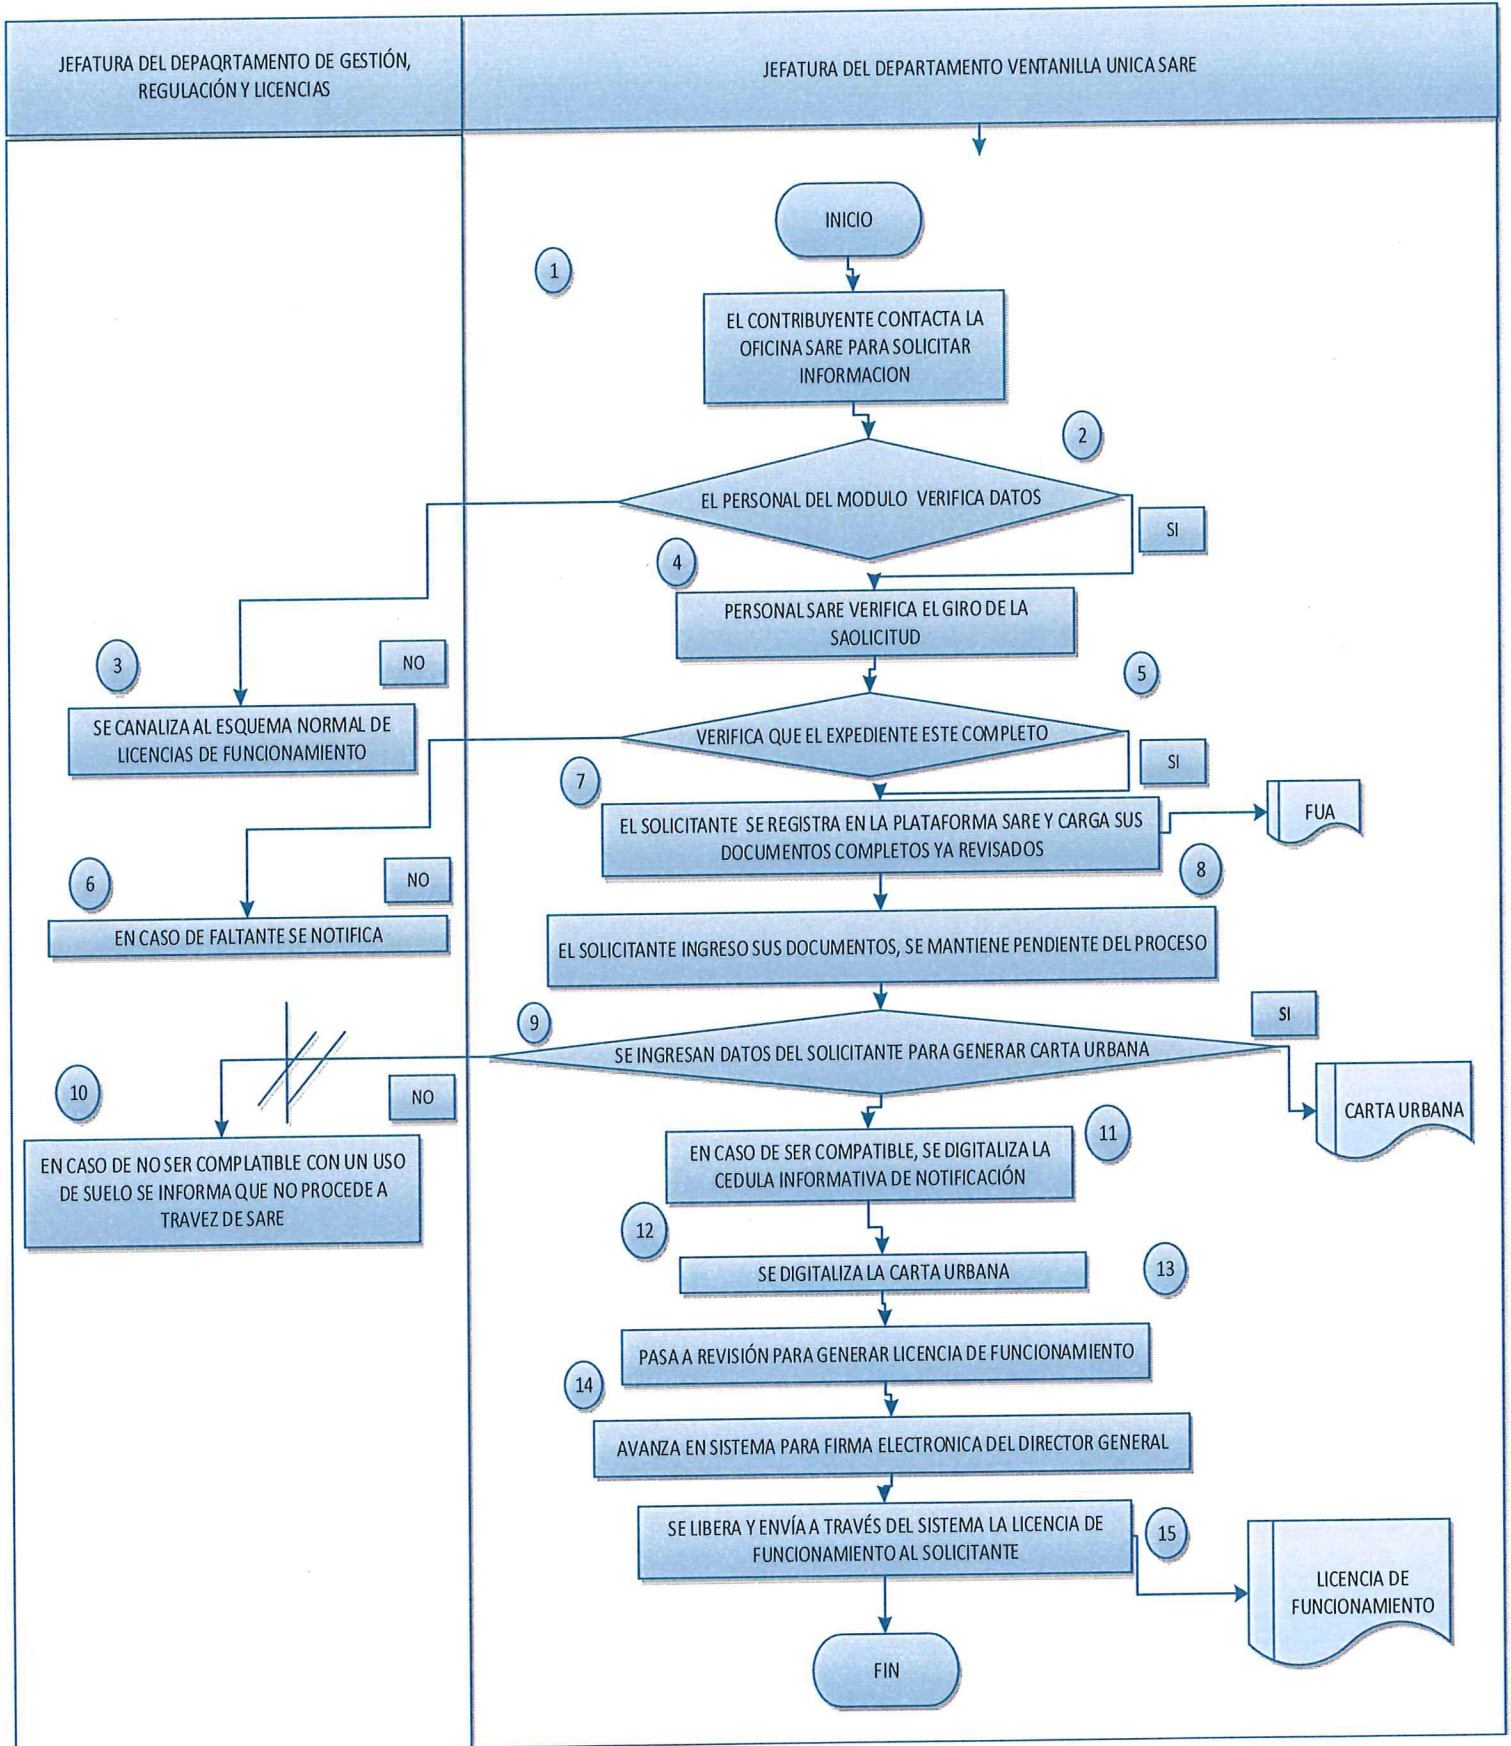 JEFATURA DEL DEPAQRTAMENTO DE GESTIÓN,
REGULACIÓN Y LICENCIAS
JEFATURA DEL DEPARTAMENTO VENTANILLA UNICA SARE
INICIO
1
EL CONTRIBUYENTE CONTACTA LA
OFICINA SARE PARA SOLICITAR
INFORMACION
2
EL PERSONAL DEL MODULO VERIFICA DATOS
SI
4
PERSONAL SARE VERIFICA EL GIRO DE LA
SAOLICITUD
3
NO
SE CANALIZA AL ESQUEMA NORMAL DE
LICENCIAS DE FUNCIONAMIENTO
5
VERIFICA QUE EL EXPEDIENTE ESTE COMPLETO
SI
7
EL SOLICITANTE SE REGISTRA EN LA PLATAFORMA SARE Y CARGA SUS
DOCUMENTOS COMPLETOS YA REVISADOS
FUA
6
NO
EN CASO DE FALTANTE SE NOTIFICA
8
EL SOLICITANTE INGRESO SUS DOCUMENTOS, SE MANTIENE PENDIENTE DEL PROCESO
9
SE INGRESAN DATOS DEL SOLICITANTE PARA GENERAR CARTA URBANA
SI
CARTA URBANA
10
NO
EN CASO DE NO SER COMPLATIBLE CON UN USO
DE SUELO SE INFORMA QUE NO PROCEDE A
TRAVEZ DE SARE
11
EN CASO DE SER COMPATIBLE, SE DIGITALIZA LA
CEDULA INFORMATIVA DE NOTIFICACIÓN
12
SE DIGITALIZA LA CARTA URBANA
13
PASA A REVISIÓN PARA GENERAR LICENCIA DE FUNCIONAMIENTO
14
AVANZA EN SISTEMA PARA FIRMA ELECTRONICA DEL DIRECTOR GENERAL
SE LIBERA Y ENVÍA A TRAVÉS DEL SISTEMA LA LICENCIA DE
FUNCIONAMIENTO AL SOLICITANTE
15
LICENCIA DE
FUNCIONAMIENTO
FIN